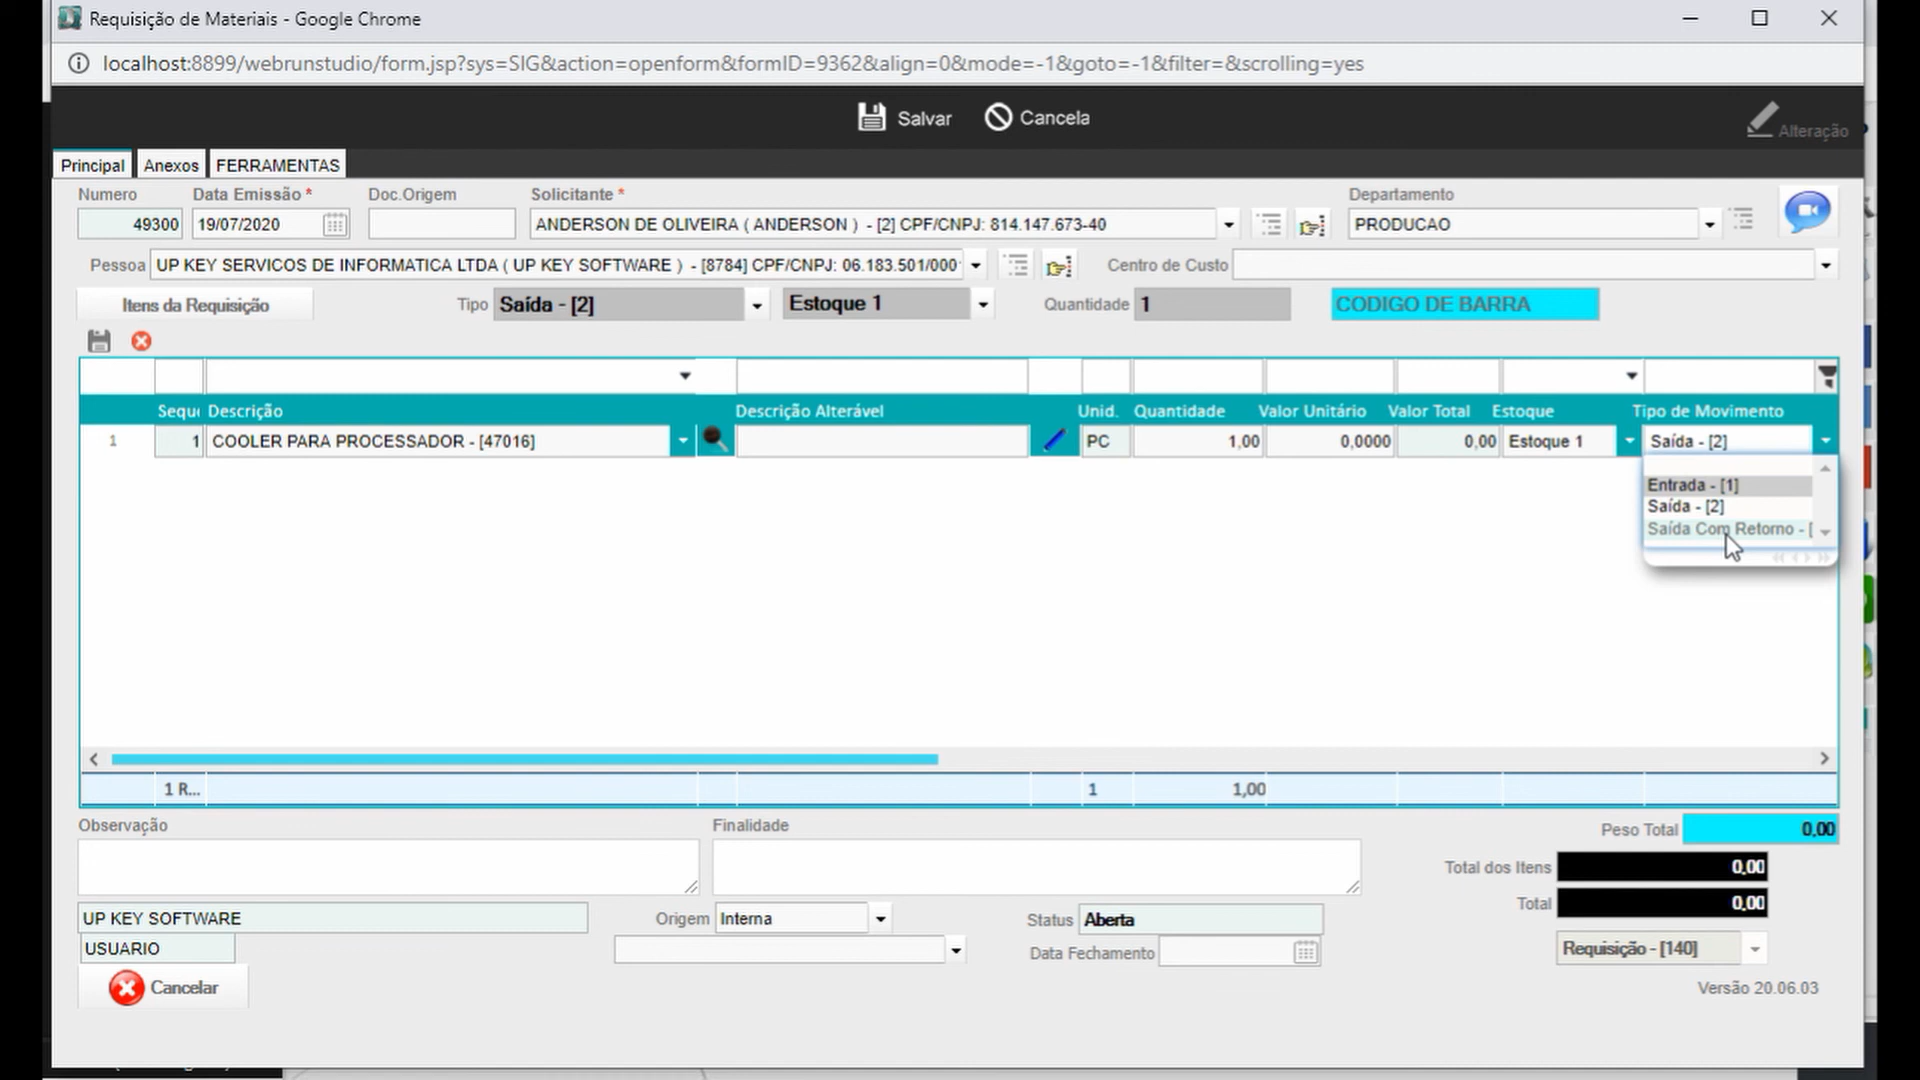 Requisição de Materiais - Google Chrome
localhost:8899/webrunstudio/form.jsp?sys=SIG&action=openform&formID=9362&align=0&mode=-1&goto=-1&filter=&scrolling=yes
Salvar Cancela Alteração
Principal Anexos FERRAMENTAS
Numero Data Emissão * Doc.Origem Solicitante * Departamento
49300 19/07/2020 ANDERSON DE OLIVEIRA ( ANDERSON ) - [2] CPF/CNPJ: 814.147.673-40 PRODUCAO
Pessoa UP KEY SERVICOS DE INFORMATICA LTDA ( UP KEY SOFTWARE ) - [8784] CPF/CNPJ: 06.183.501/000 Centro de Custo
Itens da Requisição Tipo Saída - [2] Estoque 1 Quantidade 1 CODIGO DE BARRA
Sequ Descrição Descrição Alterável Unid. Quantidade Valor Unitário Valor Total Estoque Tipo de Movimento
1 1 COOLER PARA PROCESSADOR - [47016] PC 1,00 0,0000 0,00 Estoque 1 Saída - [2]
Entrada - [1]
Saída - [2]
Saída Com Retorno - [
1 R... 1 1,00
Observação Finalidade Peso Total 0,00
Total dos Itens 0,00
Total 0,00
UP KEY SOFTWARE Origem Interna Status Aberta
USUARIO Data Fechamento Requisição - [140]
Cancelar Versão 20.06.03